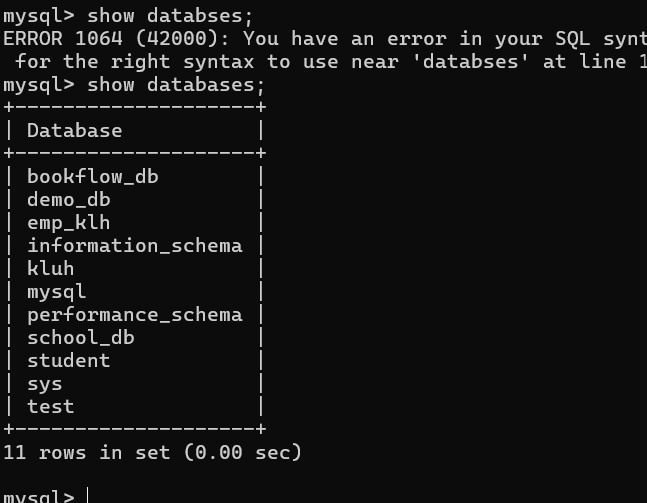 mysql> show databses;
ERROR 1064 (42000): You have an error in your SQL synt
 for the right syntax to use near 'databses' at line 1
mysql> show databases;
+--------------------+
| Database           |
+--------------------+
| bookflow_db        |
| demo_db            |
| emp_klh            |
| information_schema |
| kluh               |
| mysql              |
| performance_schema |
| school_db          |
| student            |
| sys                |
| test               |
+--------------------+
11 rows in set (0.00 sec)
mysql>